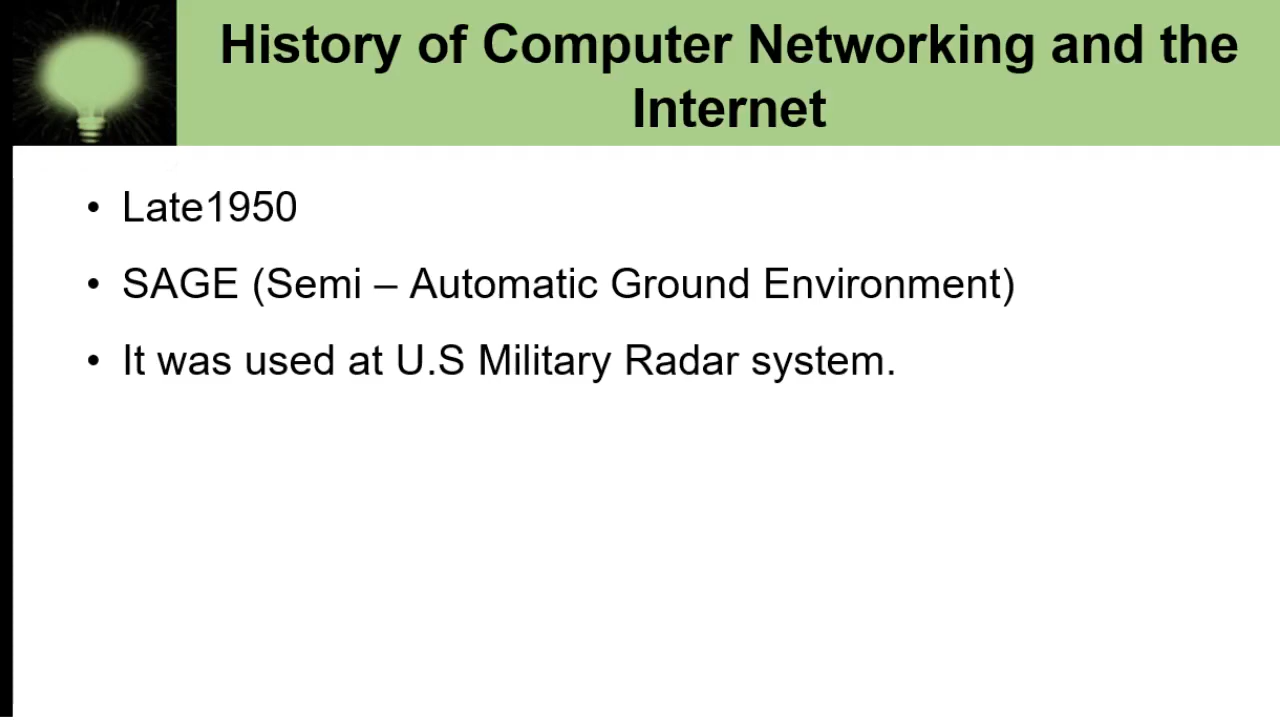 History of Computer Networking and the
Internet
• Late1950
• SAGE (Semi – Automatic Ground Environment)
• It was used at U.S Military Radar system.